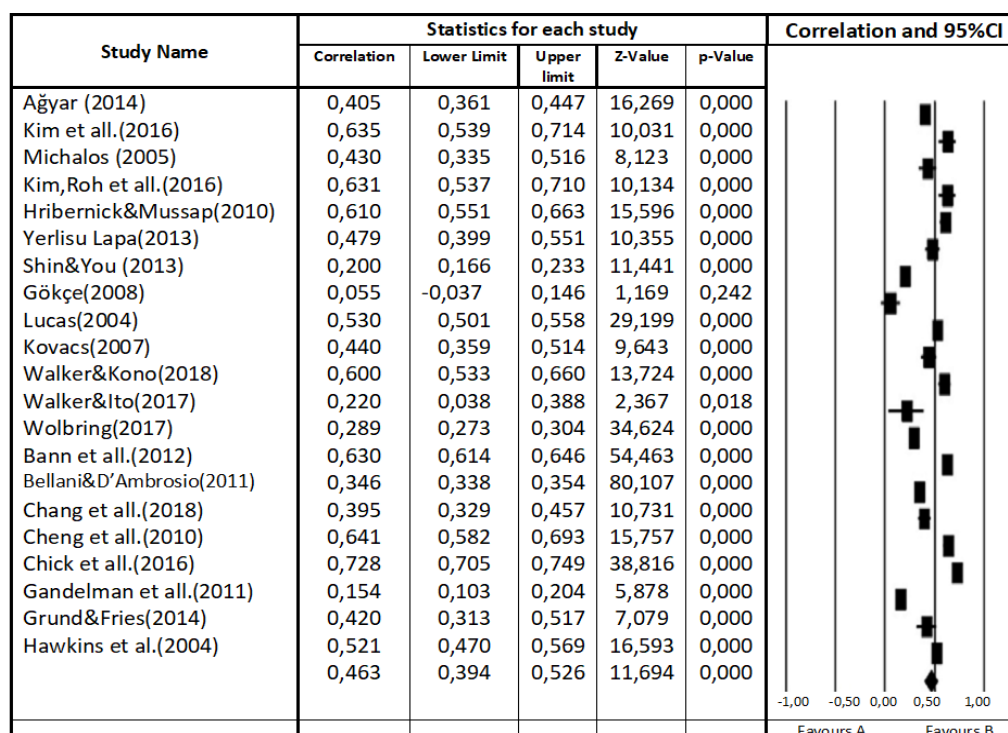 Study Name Statistics for each study Correlation and 95%CI
Correlation Lower Limit Upper limit Z-Value p-Value
Ağyar (2014) 0,405 0,361 0,447 16,269 0,000
Kim et all.(2016) 0,635 0,539 0,714 10,031 0,000
Michalos (2005) 0,430 0,335 0,516 8,123 0,000
Kim,Roh et all.(2016) 0,631 0,537 0,710 10,134 0,000
Hribernick&Mussap(2010) 0,610 0,551 0,663 15,596 0,000
Yerlisu Lapa(2013) 0,479 0,399 0,551 10,355 0,000
Shin&You (2013) 0,200 0,166 0,233 11,441 0,000
Gökçe(2008) 0,055 -0,037 0,146 1,169 0,242
Lucas(2004) 0,530 0,501 0,558 29,199 0,000
Kovacs(2007) 0,440 0,359 0,514 9,643 0,000
Walker&Kono(2018) 0,600 0,533 0,660 13,724 0,000
Walker&Ito(2017) 0,220 0,038 0,388 2,367 0,018
Wolbring(2017) 0,289 0,273 0,304 34,624 0,000
Bann et all.(2012) 0,630 0,614 0,646 54,463 0,000
Bellani&D’Ambrosio(2011) 0,346 0,338 0,354 80,107 0,000
Chang et all.(2018) 0,395 0,329 0,457 10,731 0,000
Cheng et all.(2010) 0,641 0,582 0,693 15,757 0,000
Chick et all.(2016) 0,728 0,705 0,749 38,816 0,000
Gandelman et all.(2011) 0,154 0,103 0,204 5,878 0,000
Grund&Fries(2014) 0,420 0,313 0,517 7,079 0,000
Hawkins et al.(2004) 0,521 0,470 0,569 16,593 0,000
0,463 0,394 0,526 11,694 0,000
-1,00 -0,50 0,00 0,50 1,00
Favours A Favours B